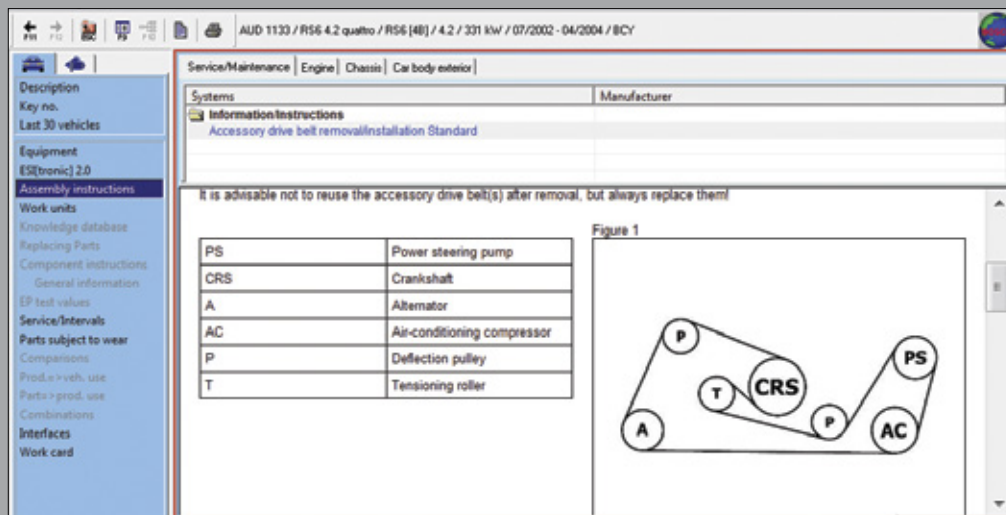 F11
F12
ESC
F9
F10
AUD 1133 / RS6 4.2 quattro / RS6 [4B] / 4.2 / 331 kW / 07/2002 - 04/2004 / BCY
Service/Maintenance Engine Chassis Car body exterior
Description
Key no.
Last 30 vehicles
Equipment
ESI[tronic] 2.0
Assembly instructions
Work units
Knowledge database
Replacing Parts
Component instructions
General information
EP test values
Service/Intervals
Parts subject to wear
Comparisons
Prod.=>veh. use
Parts>prod. use
Combinations
Interfaces
Work card
Systems Manufacturer
Information/Instructions
Accessory drive belt removal/installation Standard
It is advisable not to reuse the accessory drive belt(s) after removal, but always replace them!
PS Power steering pump
CRS Crankshaft
A Alternator
AC Air-conditioning compressor
P Deflection pulley
T Tensioning roller
Figure 1
P
PS
T
CRS
P
A
AC